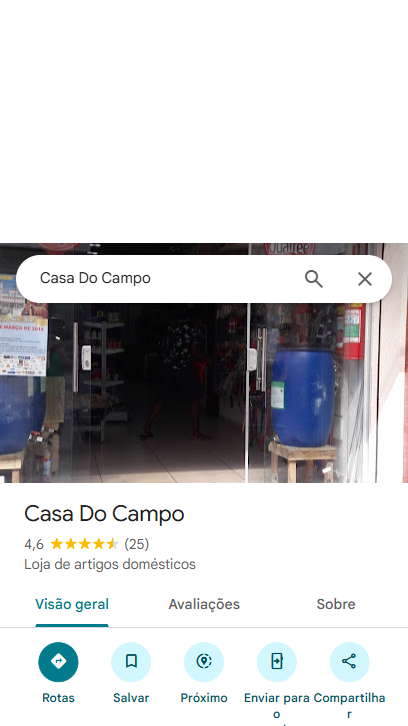 Casa Do Campo
E MARÇO DE 2018
Casa Do Campo
4,6 (25)
Loja de artigos domésticos
Visão geral Avaliações Sobre
Rotas Salvar Próximo Enviar para o Compartilhar